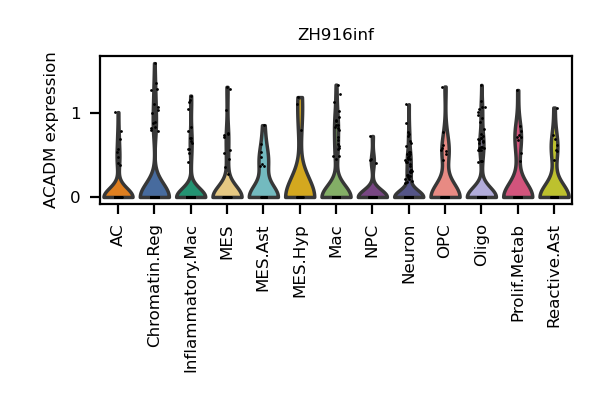 ZH916inf
ACADM expression
1
0
AC
Chromatin.Reg
Inflammatory.Mac
MES
MES.Ast
MES.Hyp
Mac
NPC
Neuron
OPC
Oligo
Prolif.Metab
Reactive.Ast